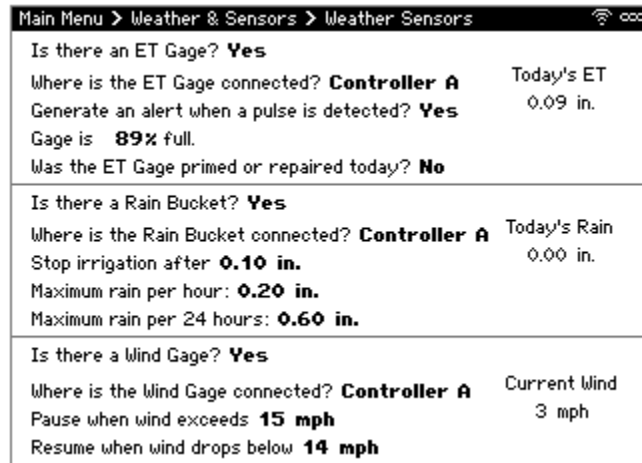 Main Menu > Weather & Sensors > Weather Sensors
Is there an ET Gage? Yes
Where is the ET Gage connected? Controller A
Generate an alert when a pulse is detected? Yes
Gage is 89% full.
Was the ET Gage primed or repaired today? No
Today's ET
0.09 in.
Is there a Rain Bucket? Yes
Where is the Rain Bucket connected? Controller A
Stop irrigation after 0.10 in.
Maximum rain per hour: 0.20 in.
Maximum rain per 24 hours: 0.60 in.
Today's Rain
0.00 in.
Is there a Wind Gage? Yes
Where is the Wind Gage connected? Controller A
Pause when wind exceeds 15 mph
Resume when wind drops below 14 mph
Current Wind
3 mph